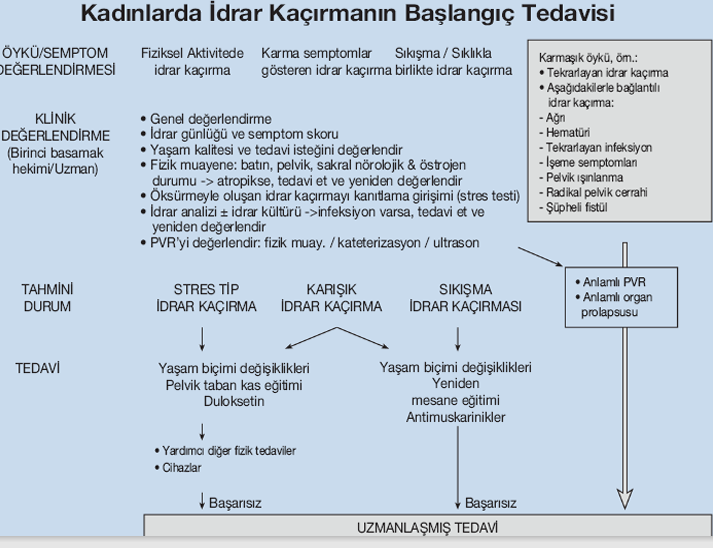 Kadınlarda İdrar Kaçırmanın Başlangıç Tedavisi
ÖYKÜ/SEMPTOM
DEĞERLENDİRMESİ
Fiziksel Aktivitede
idrar kaçırma
Karma semptomlar
gösteren idrar kaçırma
Sıkışma / Sıklıkla
birlikte idrar kaçırma
Karmaşık öykü, örn.:
• Tekrarlayan idrar kaçırma
• Aşağıdakilerle bağlantılı
idrar kaçırma:
- Ağrı
- Hematüri
- Tekrarlayan infeksiyon
- İşeme semptomları
- Pelvik ışınlanma
- Radikal pelvik cerrahi
- Şüpheli fistül
KLİNİK
DEĞERLENDİRME
(Birinci basamak
hekimi/Uzman)
• Genel değerlendirme
• İdrar günlüğü ve semptom skoru
• Yaşam kalitesi ve tedavi isteğini değerlendir
• Fizik muayene: batın, pelvik, sakral nörolojik & östrojen
durumu -> atropikse, tedavi et ve yeniden değerlendir
• Öksürmeyle oluşan idrar kaçırmayı kanıtlama girişimi (stres testi)
• İdrar analizi ± idrar kültürü ->infeksiyon varsa, tedavi et ve
yeniden değerlendir
• PVR'yi değerlendir: fizik muay. / kateterizasyon / ultrason
• Anlamlı PVR
• Anlamlı organ
prolapsusu
TAHMİNİ
DURUM
STRES TİP
İDRAR KAÇIRMA
KARIŞIK
İDRAR KAÇIRMA
SIKIŞMA
İDRAR KAÇIRMASI
TEDAVİ
Yaşam biçimi değişiklikleri
Pelvik taban kas eğitimi
Duloksetin
Yaşam biçimi değişiklikleri
Yeniden
mesane eğitimi
Antimuskarinikler
• Yardımcı diğer fizik tedaviler
• Cihazlar
Başarısız
Başarısız
UZMANLAŞMIŞ TEDAVİ